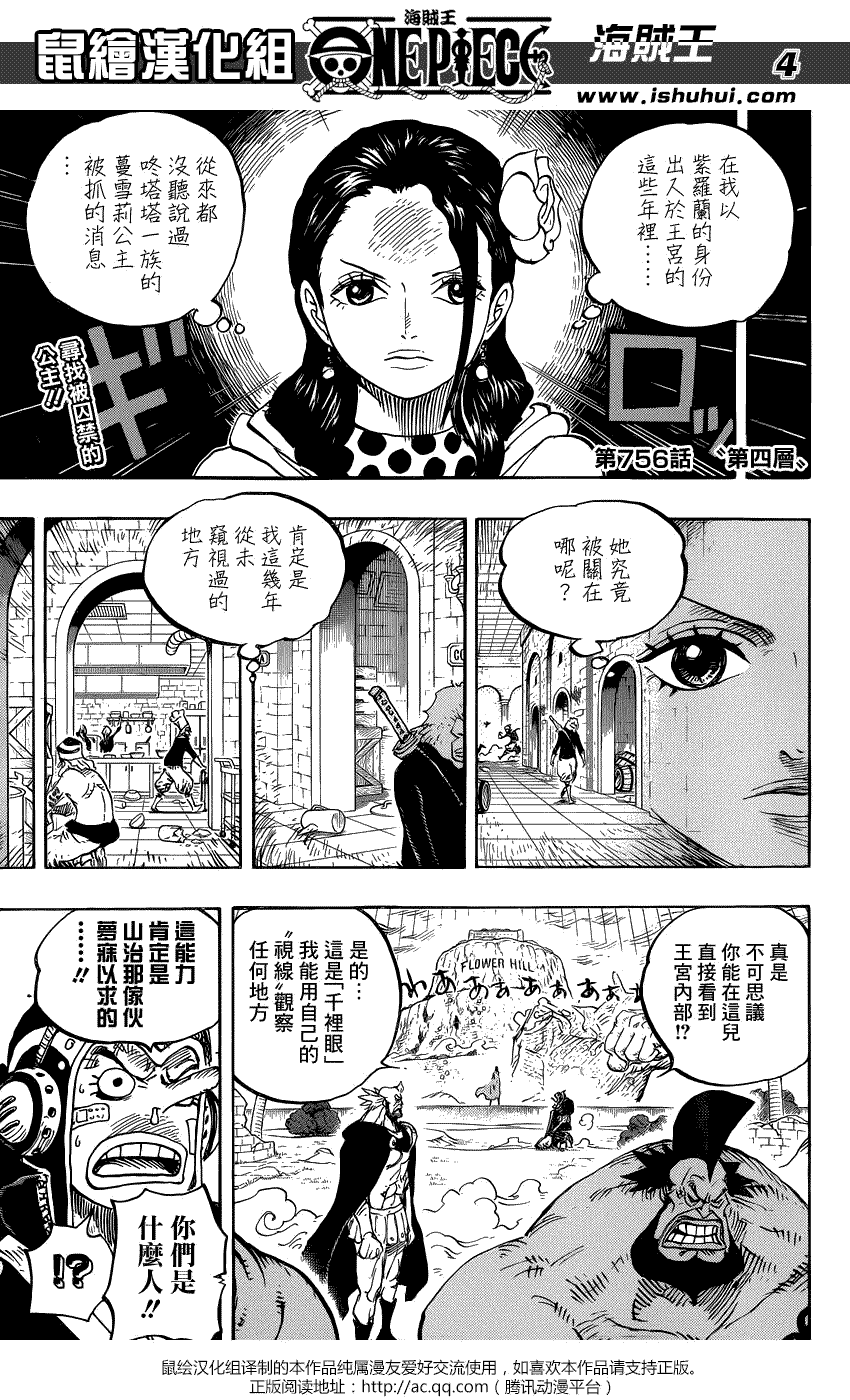 鼠繪漢化組
海賊王
ONE PIECE
海賊王
4
www.ishuhui.com
在我以
紫羅蘭的身份
出入於王宮的
這些年裡……
從來都
沒聽說過
咚塔塔一族的
蔓雪莉公主
被抓的消息
…
尋找被囚禁的
公主!!
ギ
ロッ
第756話 〝第四層〟
她究竟
被關在
哪呢?
肯定是
我這幾年
從未
窺視過的
地方
真是
不可思議
你能在這兒
直接看到
王宮內部!?
FLOWER HILL
わあああああああ
是的…
這是「千裡眼」
我能用自己的
〝視線〞觀察
任何地方
這能力
肯定是
山治那傢伙
夢寐以求的
……!!
你們是
什麼人!!
!?
鼠绘汉化组译制的本作品纯属漫友爱好交流使用，如喜欢本作品请支持正版。
正版阅读地址：http://ac.qq.com（腾讯动漫平台）